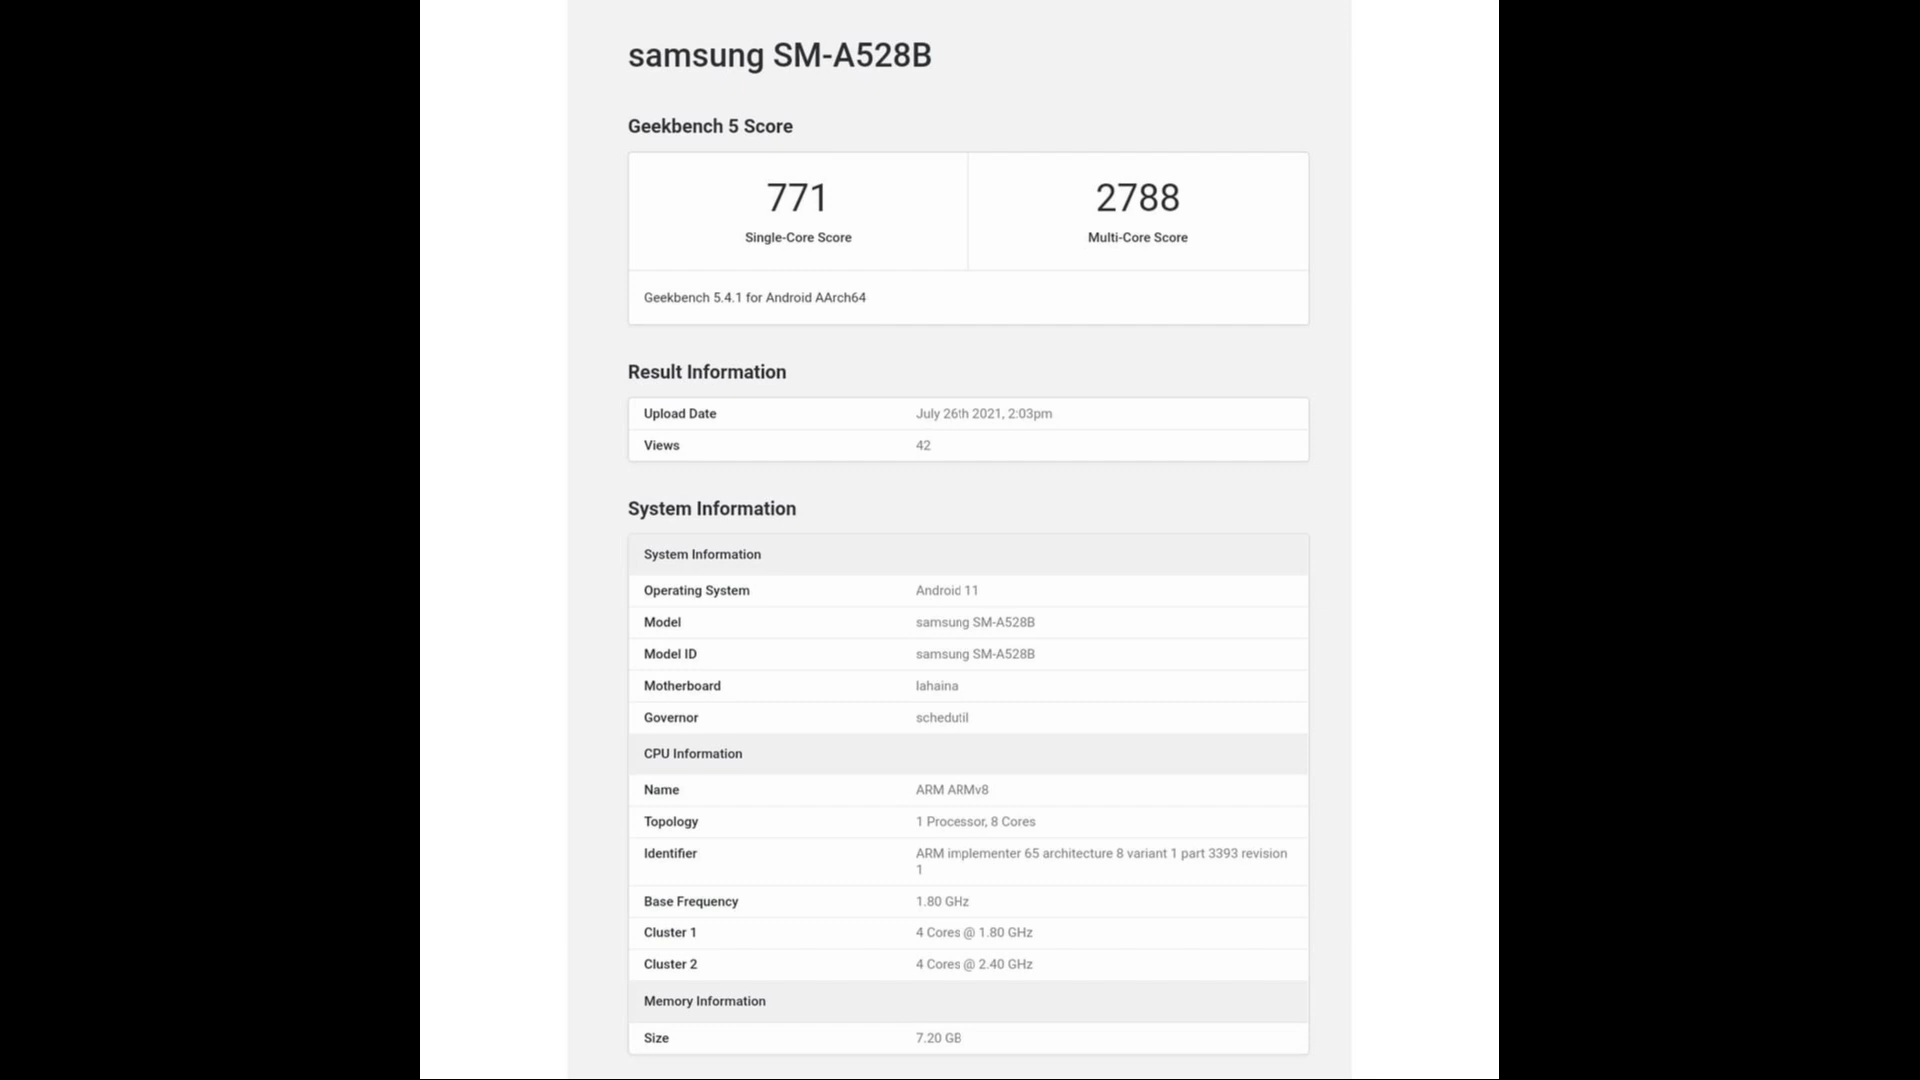 samsung SM-A528B
Geekbench 5 Score
771 2788
Single-Core Score Multi-Core Score
Geekbench 5.4.1 for Android AArch64
Result Information
Upload Date July 26th 2021, 2:03pm
Views 42
System Information
System Information
Operating System Android 11
Model samsung SM-A528B
Model ID samsung SM-A528B
Motherboard lahaina
Governor schedutil
CPU Information
Name ARM ARMv8
Topology 1 Processor, 8 Cores
Identifier ARM implementer 65 architecture 8 variant 1 part 3393 revision
1
Base Frequency 1.80 GHz
Cluster 1 4 Cores @ 1.80 GHz
Cluster 2 4 Cores @ 2.40 GHz
Memory Information
Size 7.20 GB